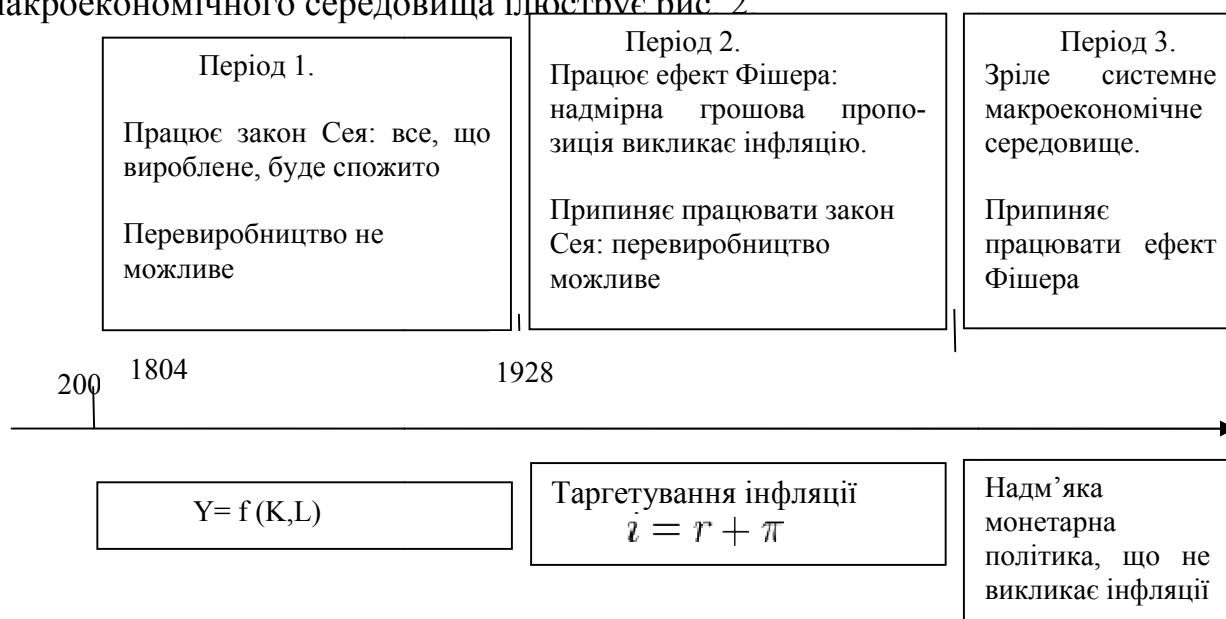 макроекономічного середовища ілюструє рис. 2
Період 1.
Працює закон Сея: все, що
вироблене, буде спожито
Перевиробництво не
можливе
Період 2.
Працює ефект Фішера:
надмірна грошова пропо-
зиція викликає інфляцію.
Припиняє працювати закон
Сея: перевиробництво
можливе
Період 3.
Зріле системне
макроекономічне
середовище.
Припиняє
працювати ефект
Фішера
200
1804
1928
Y= f (K,L)
Таргетування інфляції
i = r + π
Надм’яка
монетарна
політика, що не
викликає інфляції